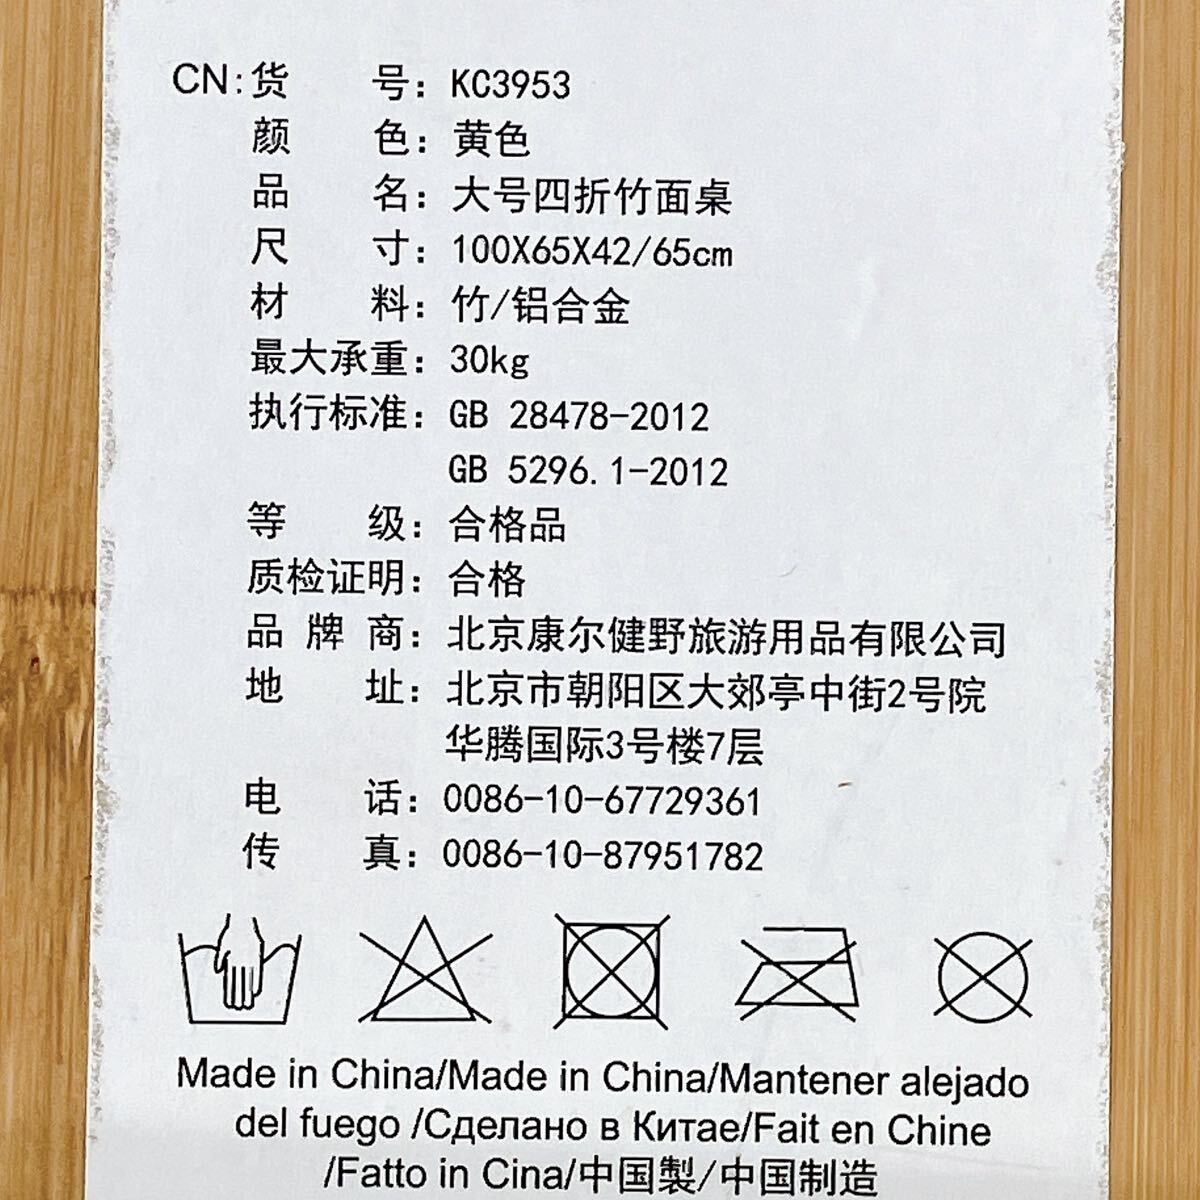 CN:货 号：KC3953
颜 色：黄色
品 名：大号四折竹面桌
尺 寸：100X65X42/65cm
材 料：竹/铝合金
最大承重：30kg
执行标准：GB 28478-2012
GB 5296.1-2012
等 级：合格品
质检证明：合格
品 牌 商：北京康尔健野旅游用品有限公司
地 址：北京市朝阳区大郊亭中街2号院
华腾国际3号楼7层
电 话：0086-10-67729361
传 真：0086-10-87951782
Made in China/Made in China/Mantener alejado
del fuego /Сделано в Китае/Fait en Chine
/Fatto in Cina/中国製/中国制造